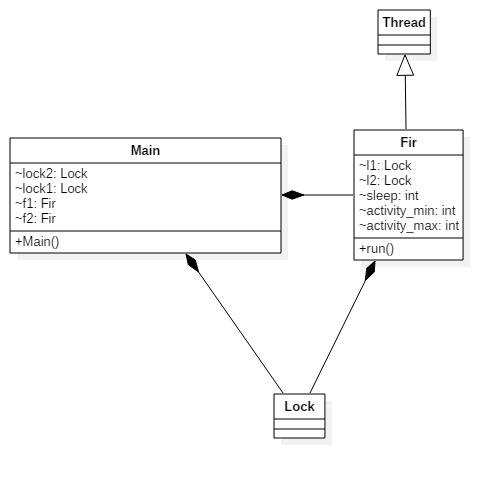 Thread
Main
~lock2: Lock
~lock1: Lock
~f1: Fir
~f2: Fir
+Main()
Fir
~l1: Lock
~l2: Lock
~sleep: int
~activity_min: int
~activity_max: int
+run()
Lock